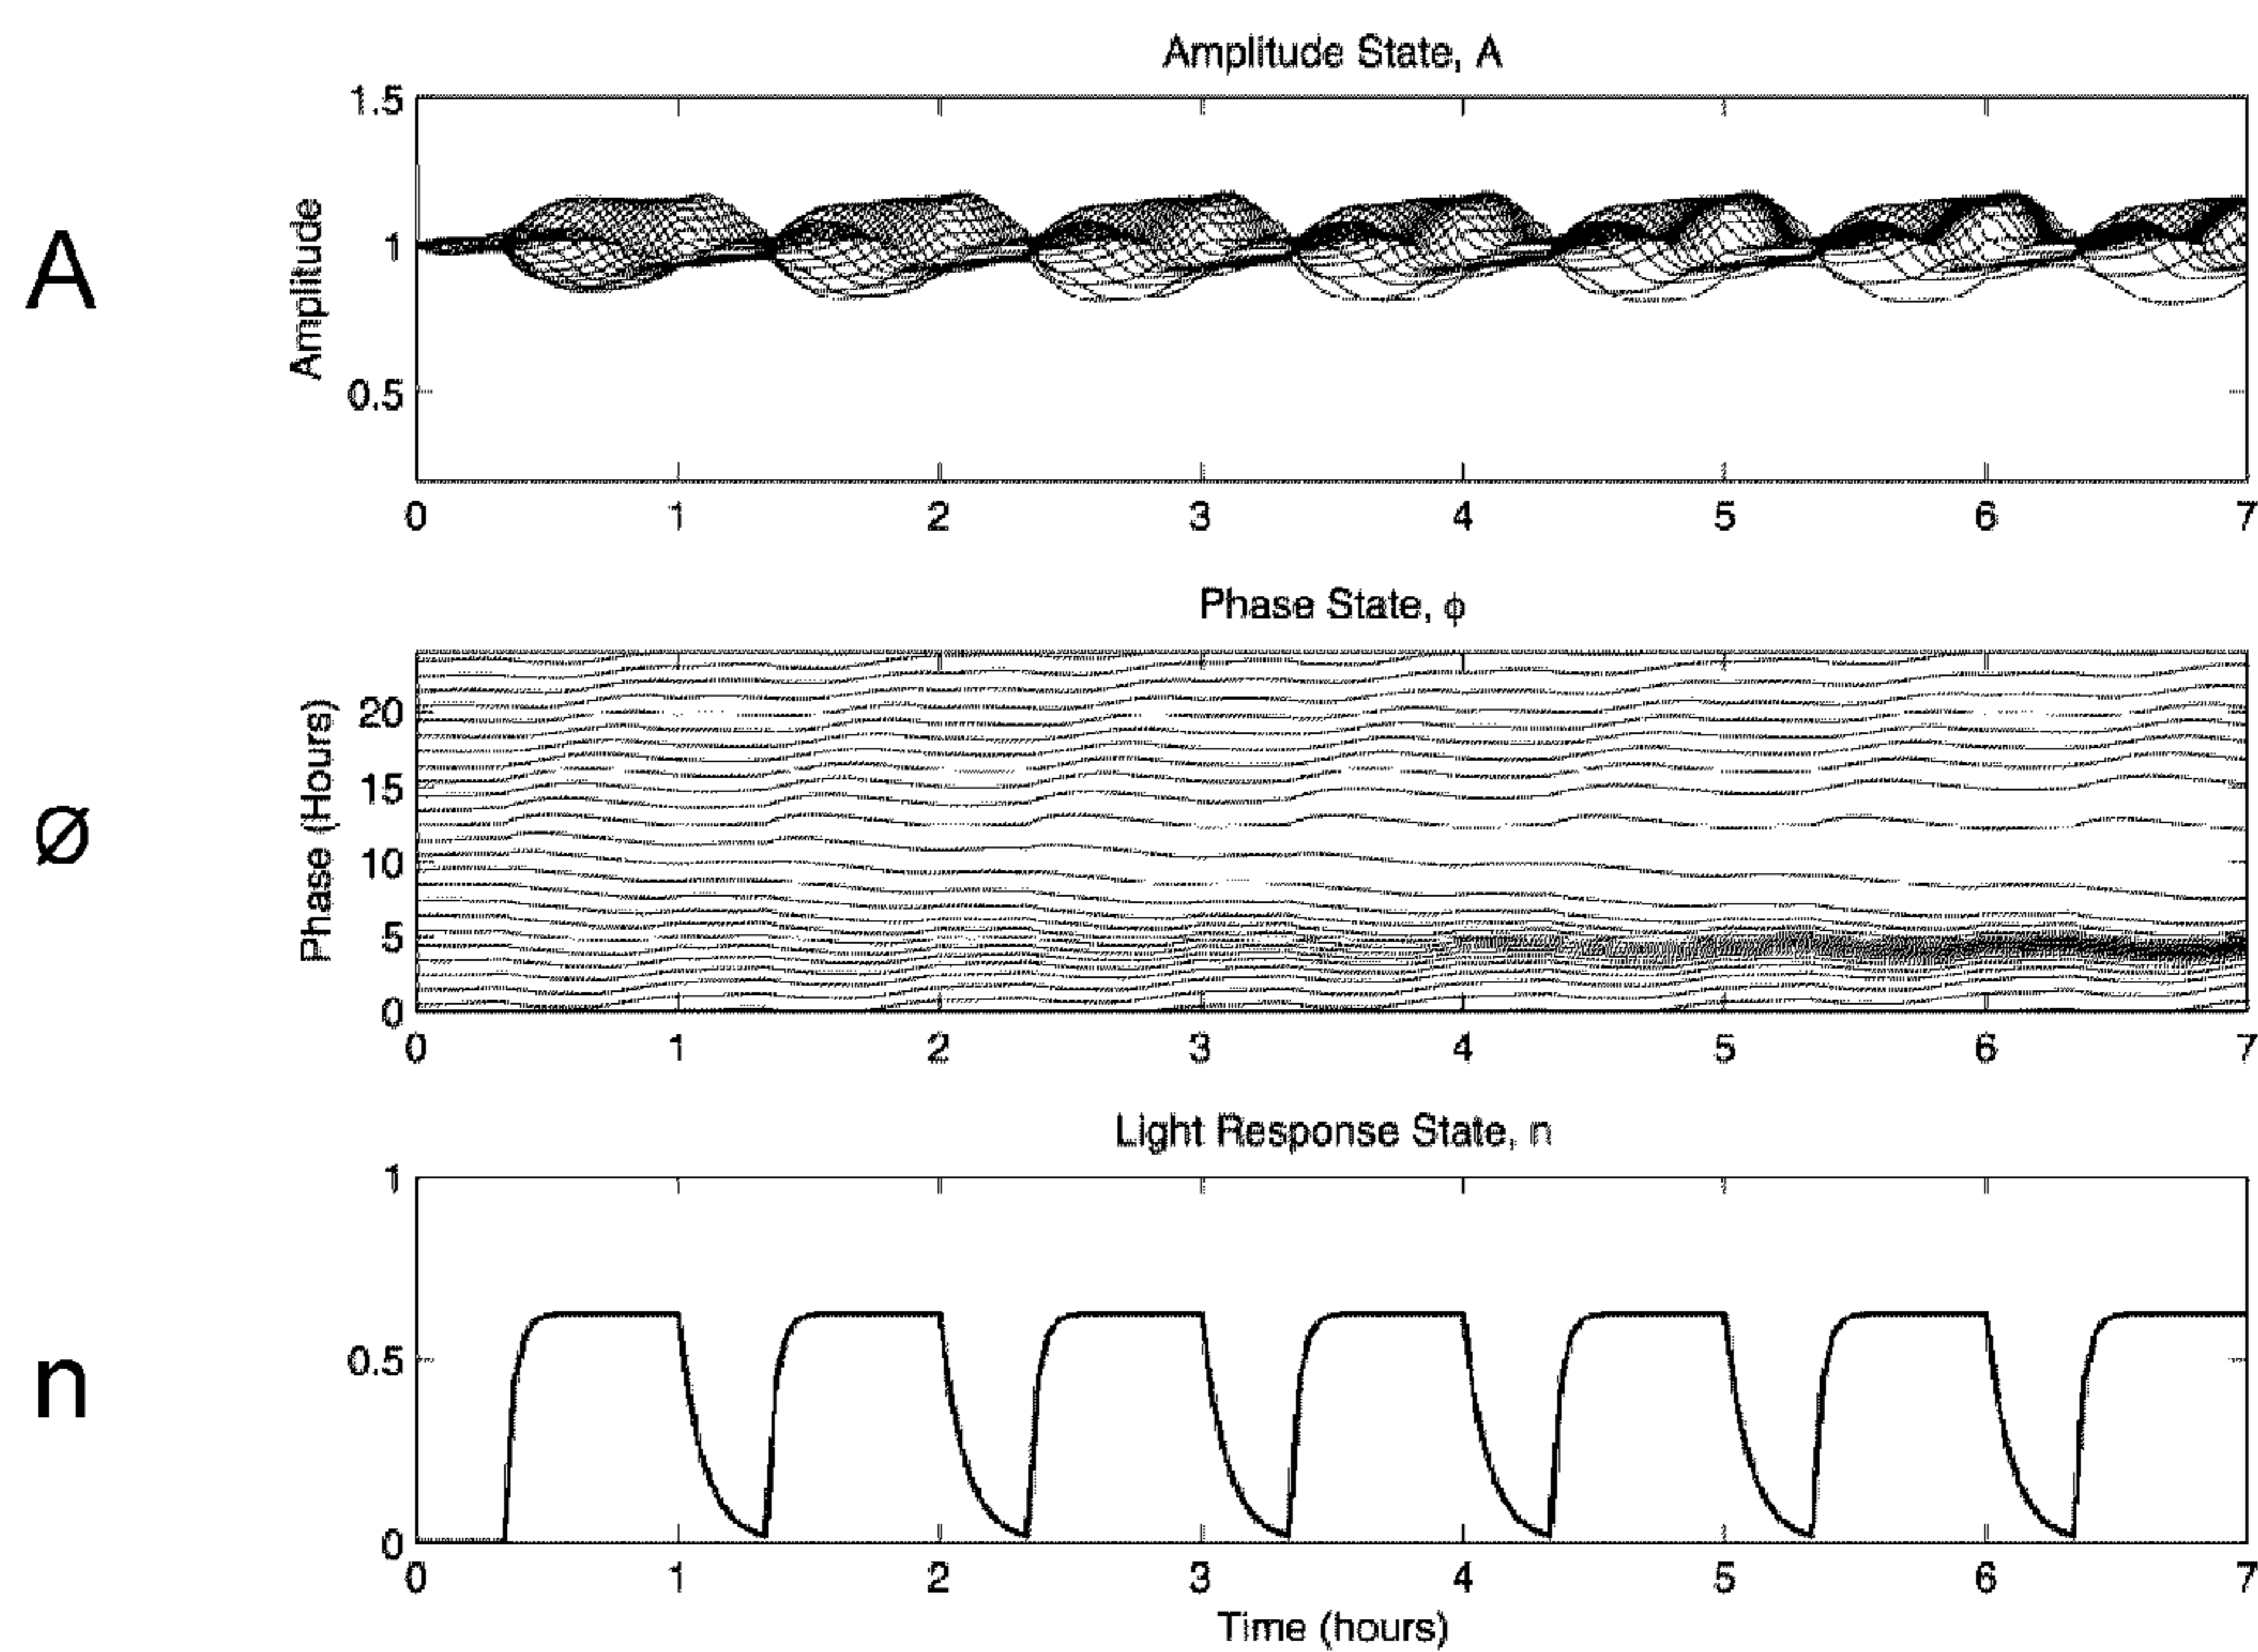 Amplitude State, A
A
Amplitude
1.5
1
0.5
0 1 2 3 4 5 6 7
Phase State, ϕ
Ø
Phase (Hours)
20
15
10
5
0
0 1 2 3 4 5 6 7
Light Response State, n
n
1
0.5
0
0 1 2 3 4 5 6 7
Time (hours)